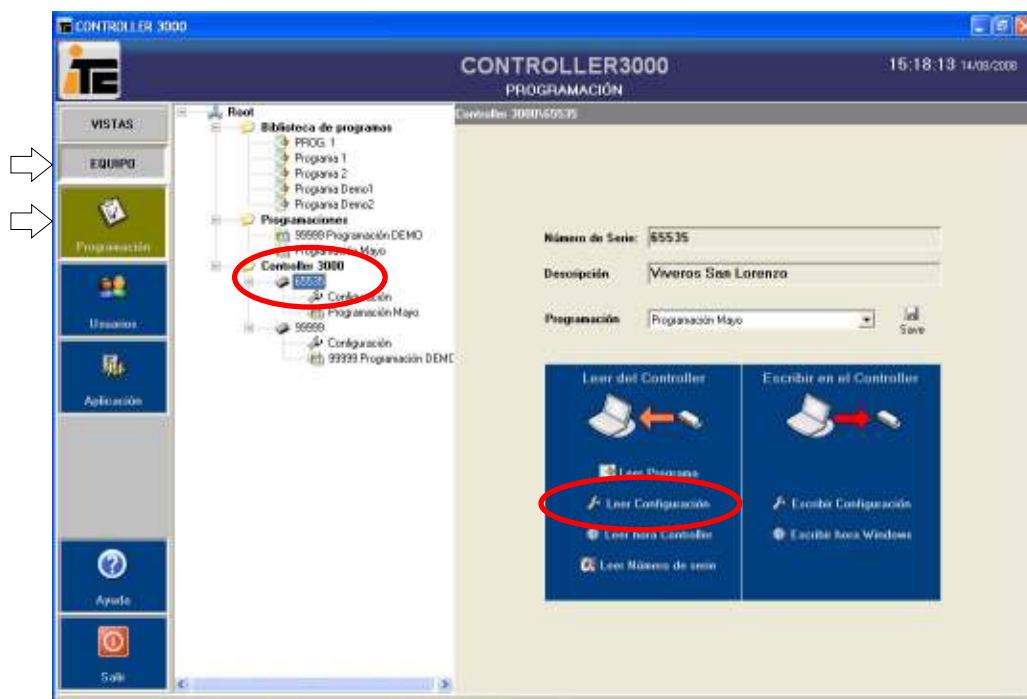 CONTROLLER 3000
iTE
CONTROLLER3000
PROGRAMACIÓN
15:18:13 14/08/2008
VISTAS
EQUIPO
Programación
Usuarios
Aplicación
Ayuda
Salir
Root
Biblioteca de programas
PROG. 1
Programa 1
Programa 2
Programa Demo1
Programa Demo2
Programaciones
99999 Programación DEMO
Programación Mayo
Controller 3000
65535
Configuración
Programación Mayo
99999
Configuración
99999 Programación DEMO
Controller 3000\65535
Número de Serie: 65535
Descripción Viveros San Lorenzo
Programación Programación Mayo Save
Leer del Controller
Leer Programa
Leer Configuración
Leer hora Controller
Leer Número de serie
Escribir en el Controller
Escribir Configuración
Escribir hora Windows